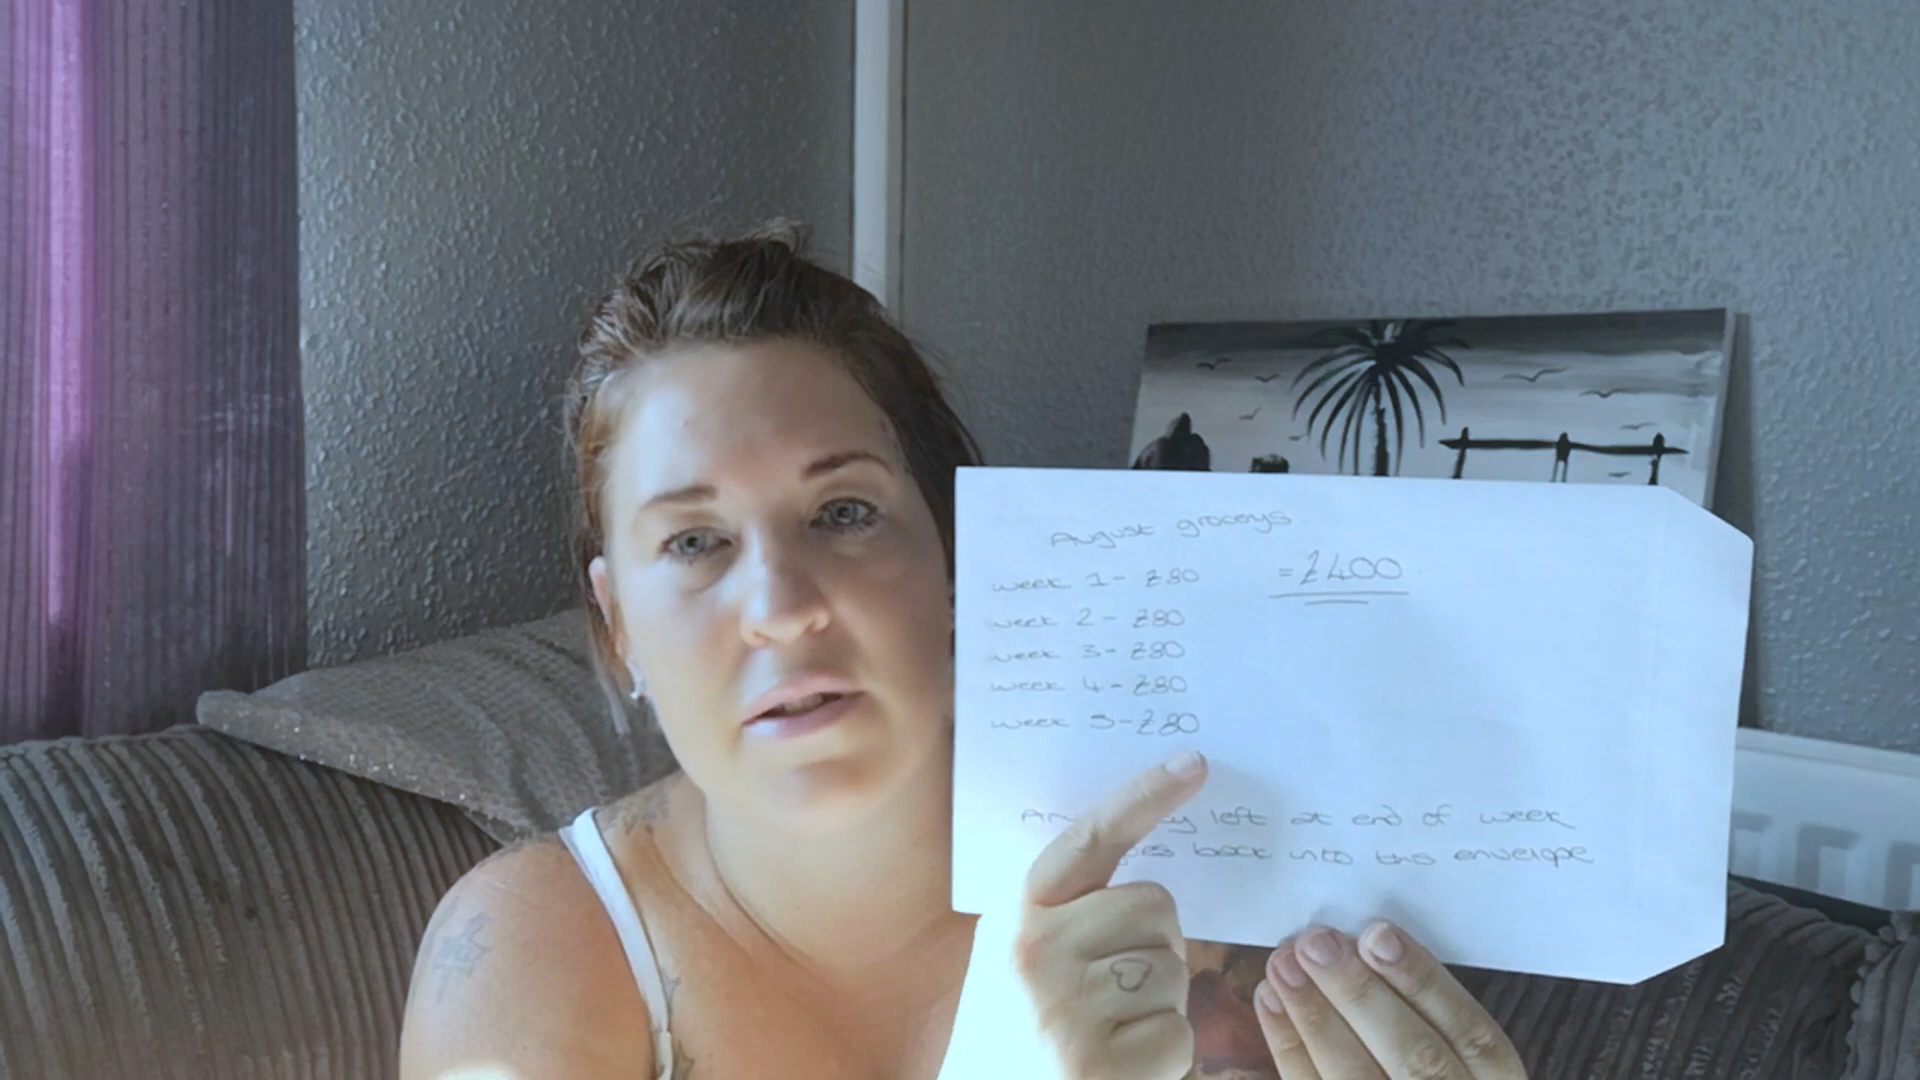 August grocerys
week 1 - £80 = £400
week 2 - £80
week 3 - £80
week 4 - £80
week 5 - £80
left at end of week
back into this envelope